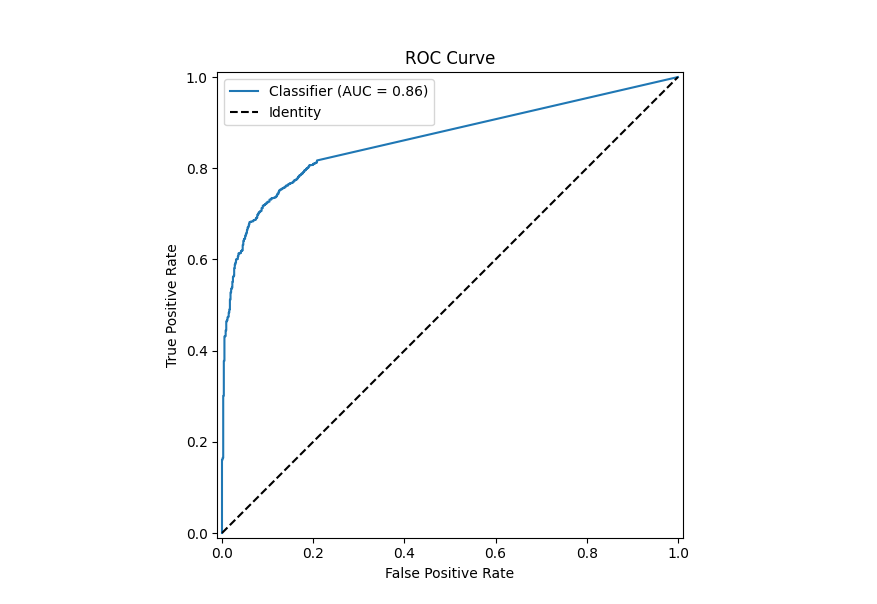 ROC Curve
Classifier (AUC = 0.86)
Identity
True Positive Rate
1.0
0.8
0.6
0.4
0.2
0.0
0.0 0.2 0.4 0.6 0.8 1.0
False Positive Rate